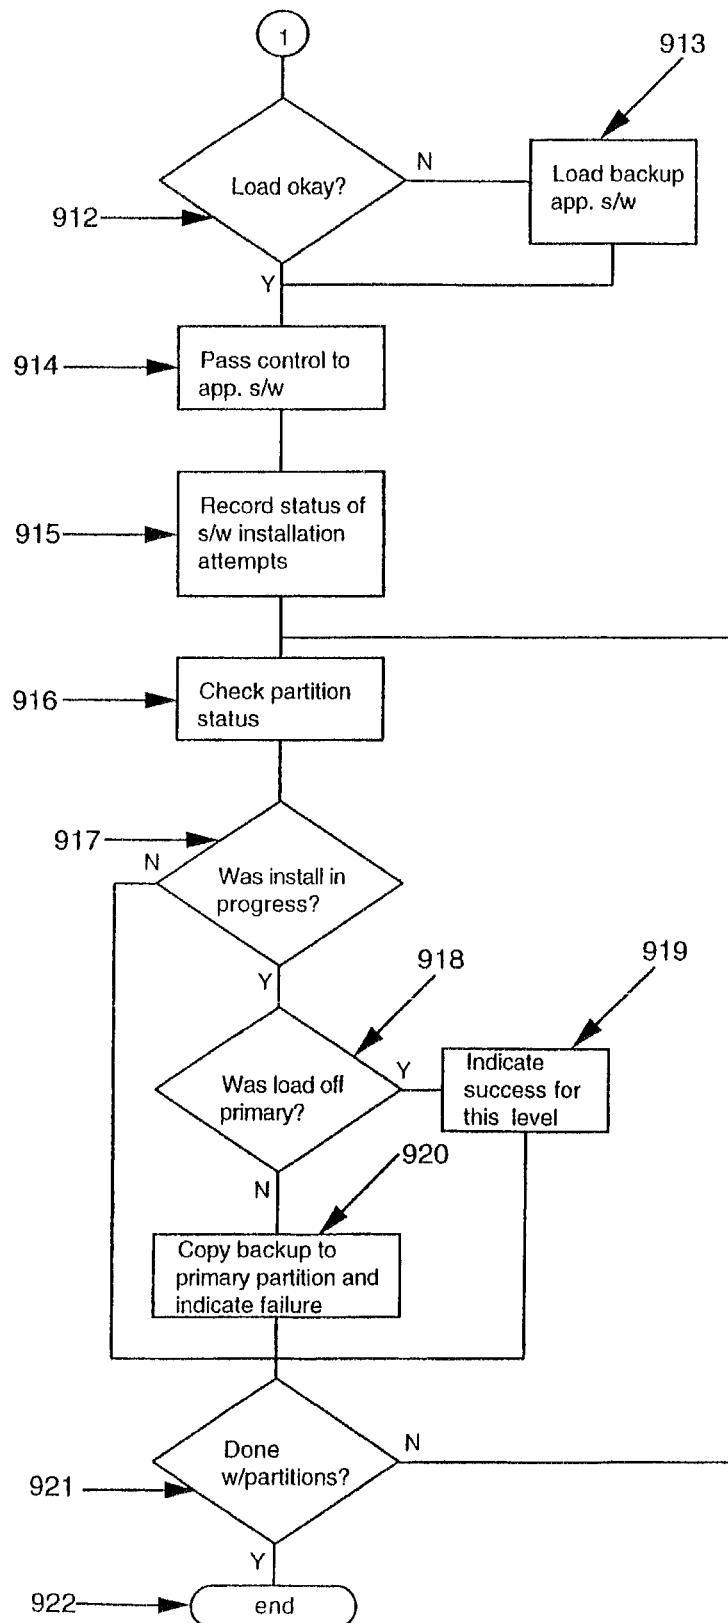 1
913
Load okay?
N
Load backup
app. s/w
912
Y
914
Pass control to
app. s/w
915
Record status of
s/w installation
attempts
916
Check partition
status
917
N
Was install in
progress?
Y
918
919
Was load off
primary?
Y
Indicate
success for
this level
N
920
Copy backup to
primary partition and
indicate failure
Done
w/partitions?
N
921
Y
922
end